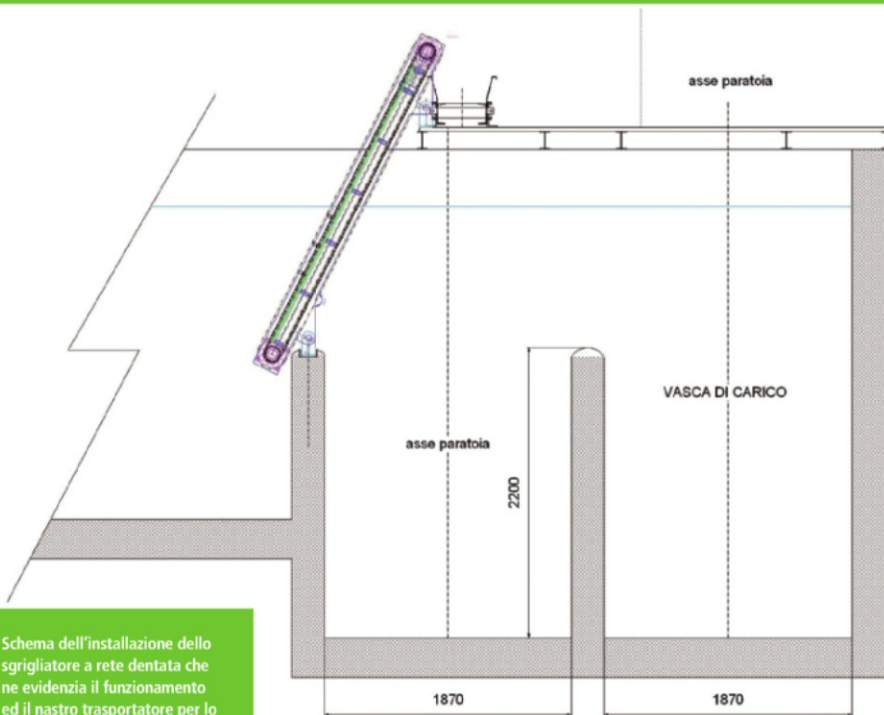 asse paratoia
VASCA DI CARICO
asse paratoia
2200
1870
1870
Schema dell'installazione dello
sgrigliatore a rete dentata che
ne evidenzia il funzionamento
ed il nastro trasportatore per lo